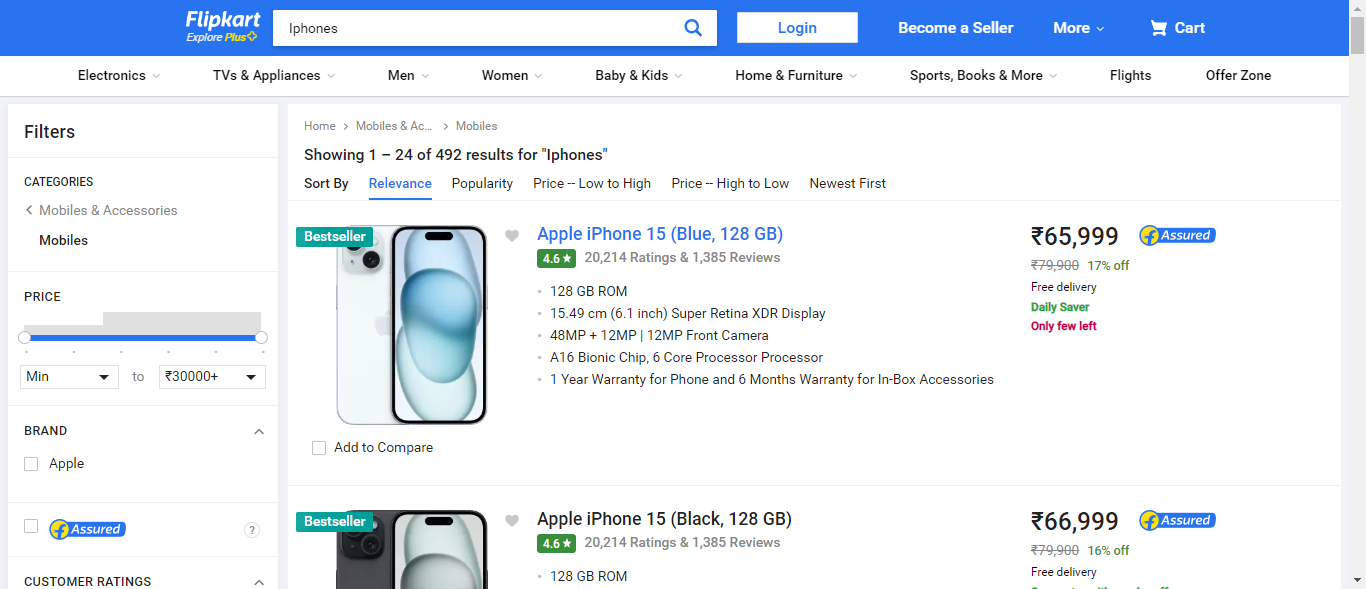 Flipkart
Explore Plus
Iphones
Login
Become a Seller
More
Cart
Electronics
TVs & Appliances
Men
Women
Baby & Kids
Home & Furniture
Sports, Books & More
Flights
Offer Zone
Filters
CATEGORIES
Mobiles & Accessories
Mobiles
PRICE
Min
to
₹30000+
BRAND
Apple
Assured
?
CUSTOMER RATINGS
Home > Mobiles & Ac... > Mobiles
Showing 1 – 24 of 492 results for "Iphones"
Sort By Relevance Popularity Price -- Low to High Price -- High to Low Newest First
Bestseller
Apple iPhone 15 (Blue, 128 GB)
4.6★ 20,214 Ratings & 1,385 Reviews
128 GB ROM
15.49 cm (6.1 inch) Super Retina XDR Display
48MP + 12MP | 12MP Front Camera
A16 Bionic Chip, 6 Core Processor Processor
1 Year Warranty for Phone and 6 Months Warranty for In-Box Accessories
₹65,999
Assured
₹79,900 17% off
Free delivery
Daily Saver
Only few left
Add to Compare
Bestseller
Apple iPhone 15 (Black, 128 GB)
4.6★ 20,214 Ratings & 1,385 Reviews
128 GB ROM
₹66,999
Assured
₹79,900 16% off
Free delivery